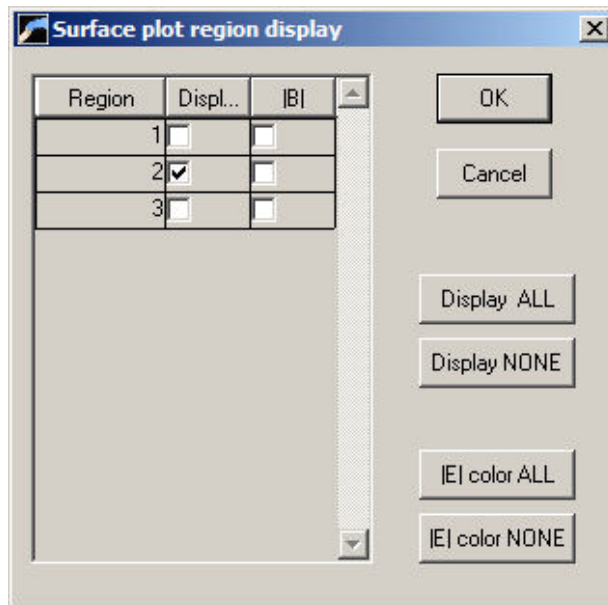 Surface plot region display
Region Displ... |B|
1
2
3
OK
Cancel
Display ALL
Display NONE
|E| color ALL
|E| color NONE